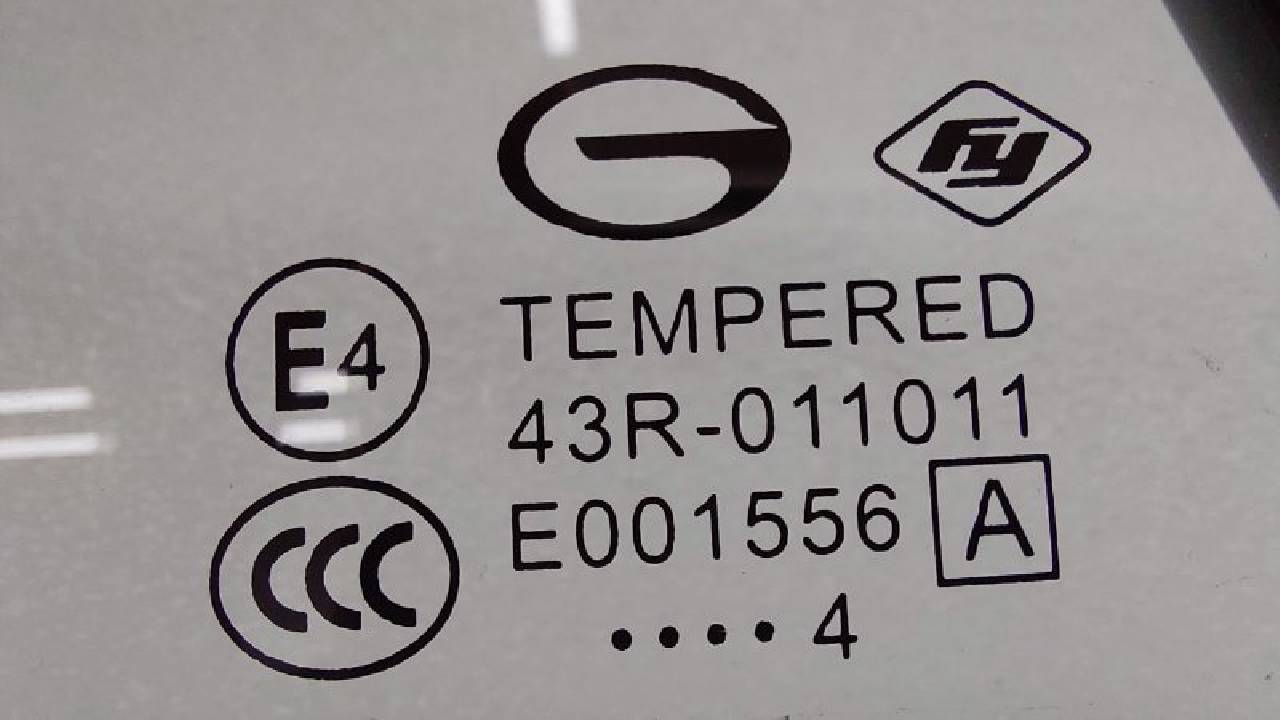 G
fy
E4
TEMPERED
43R-011011
CCC
E001556 A
....4